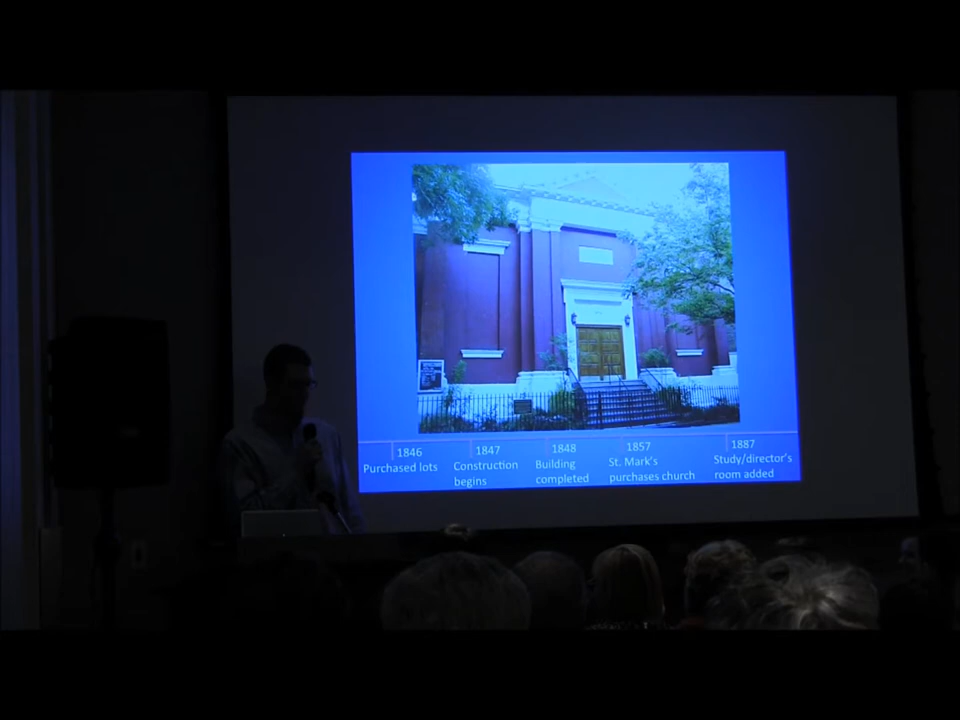 1846
Purchased lots
1847
Construction
begins
1848
Building
completed
1857
St. Mark's
purchases church
1887
Study/director's
room added